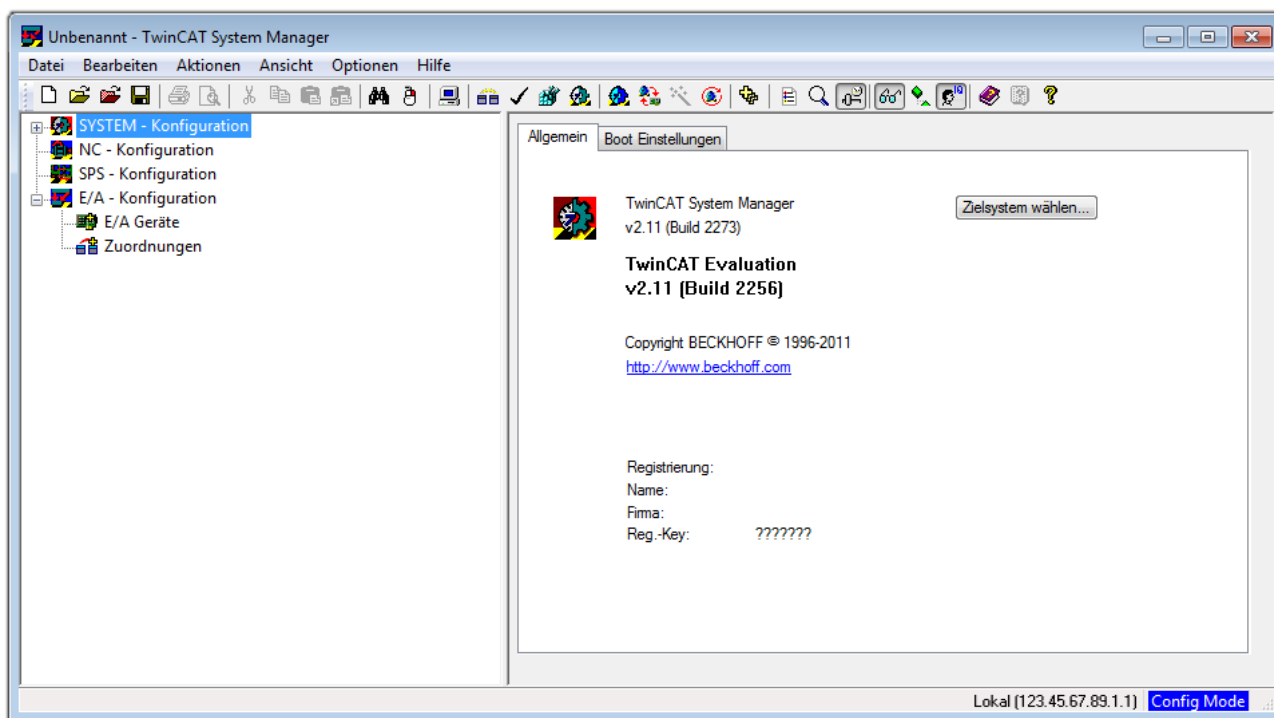 Unbenannt - TwinCAT System Manager
Datei Bearbeiten Aktionen Ansicht Optionen Hilfe
SYSTEM - Konfiguration
NC - Konfiguration
SPS - Konfiguration
E/A - Konfiguration
E/A Geräte
Zuordnungen
Allgemein Boot Einstellungen
TwinCAT System Manager
v2.11 (Build 2273)
Zielsystem wählen...
TwinCAT Evaluation
v2.11 (Build 2256)
Copyright BECKHOFF © 1996-2011
http://www.beckhoff.com
Registrierung:
Name:
Firma:
Reg.-Key: ???????
Lokal (123.45.67.89.1.1) Config Mode